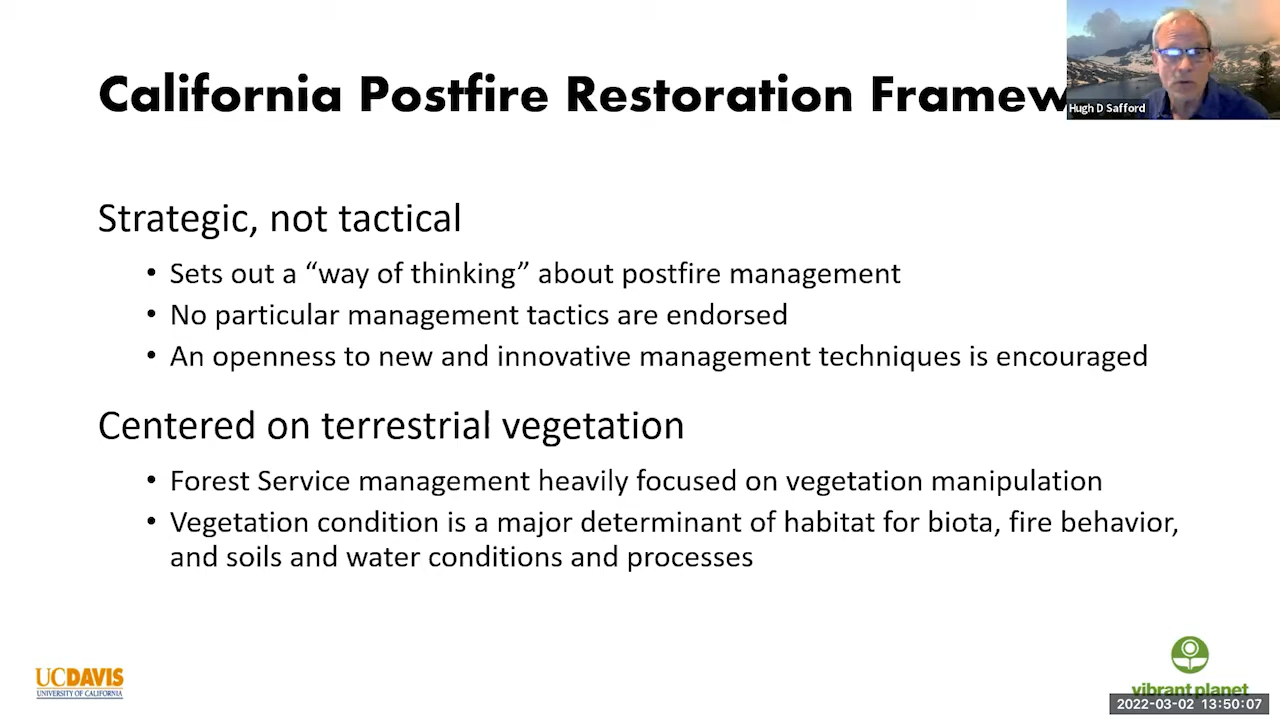 California Postfire Restoration Framew
Hugh D Safford
Strategic, not tactical
• Sets out a “way of thinking” about postfire management
• No particular management tactics are endorsed
• An openness to new and innovative management techniques is encouraged
Centered on terrestrial vegetation
• Forest Service management heavily focused on vegetation manipulation
• Vegetation condition is a major determinant of habitat for biota, fire behavior,
and soils and water conditions and processes
UCDAVIS
UNIVERSITY OF CALIFORNIA
vibrant planet
2022-03-02 13:50:07